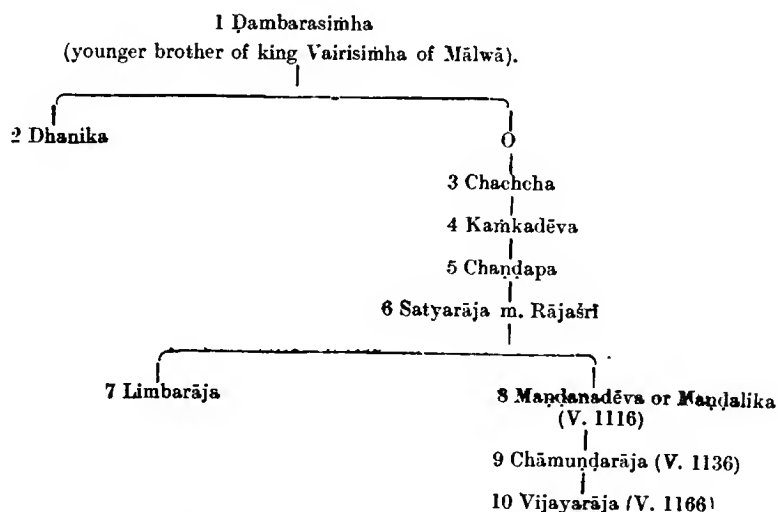 1 Ḍambarasiṁha
(younger brother of king Vairisiṁha of Mālwā).
2 Dhanika
O
3 Chachcha
4 Kaṁkadēva
5 Chaṇḍapa
6 Satyarāja m. Rājaśrī
7 Limbarāja
8 Maṇḍanadēva or Maṇḍalika
(V. 1116)
9 Chāmuṇḍarāja (V. 1136)
10 Vijayarāja (V. 1166)